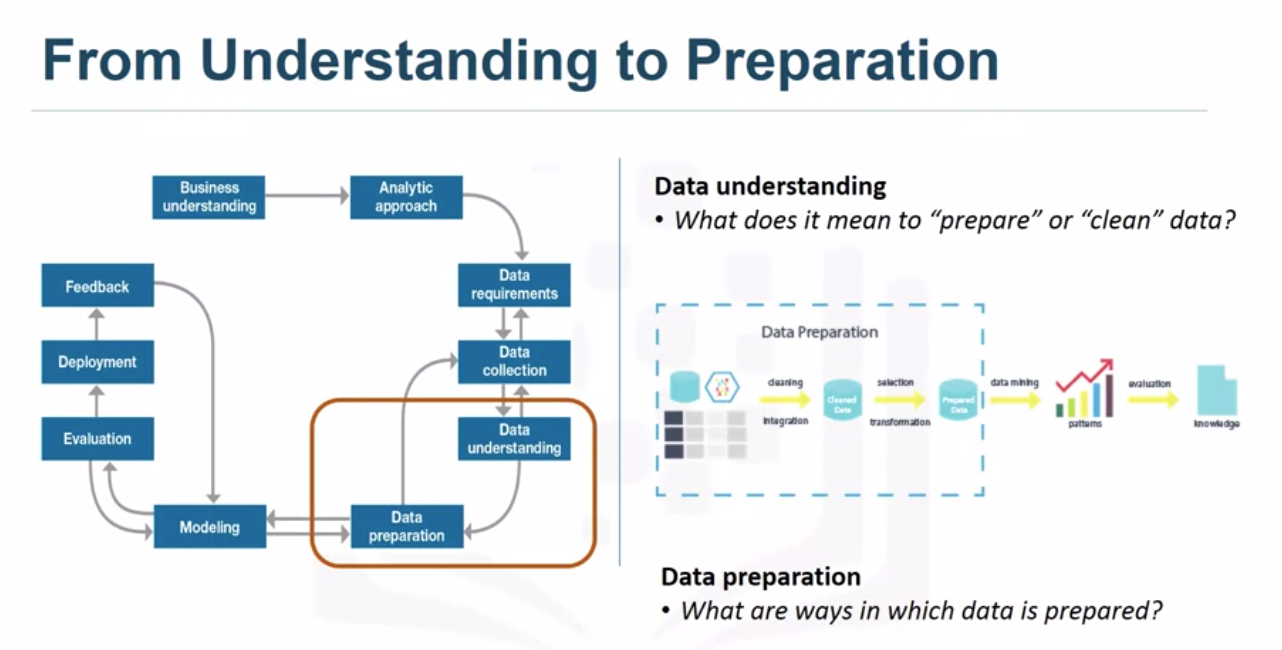 From Understanding to Preparation
Business
understanding
Analytic
approach
Feedback
Data
requirements
Deployment
Data
collection
Evaluation
Data
understanding
Modeling
Data
preparation
Data understanding
• What does it mean to “prepare” or “clean” data?
Data Preparation
cleaning
integration
Cleaned
Data
selection
transformation
Prepared
Data
data mining
patterns
evaluation
knowledge
Data preparation
• What are ways in which data is prepared?